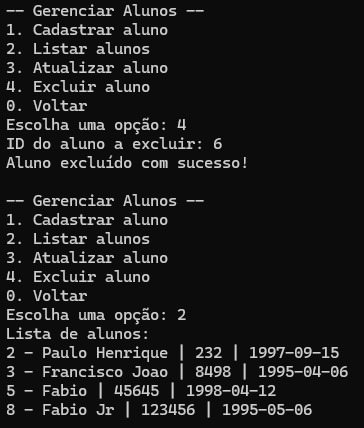 -- Gerenciar Alunos --
1. Cadastrar aluno
2. Listar alunos
3. Atualizar aluno
4. Excluir aluno
0. Voltar
Escolha uma opção: 4
ID do aluno a excluir: 6
Aluno excluído com sucesso!

-- Gerenciar Alunos --
1. Cadastrar aluno
2. Listar alunos
3. Atualizar aluno
4. Excluir aluno
0. Voltar
Escolha uma opção: 2
Lista de alunos:
2 - Paulo Henrique | 232 | 1997-09-15
3 - Francisco Joao | 8498 | 1995-04-06
5 - Fabio | 45645 | 1998-04-12
8 - Fabio Jr | 123456 | 1995-05-06